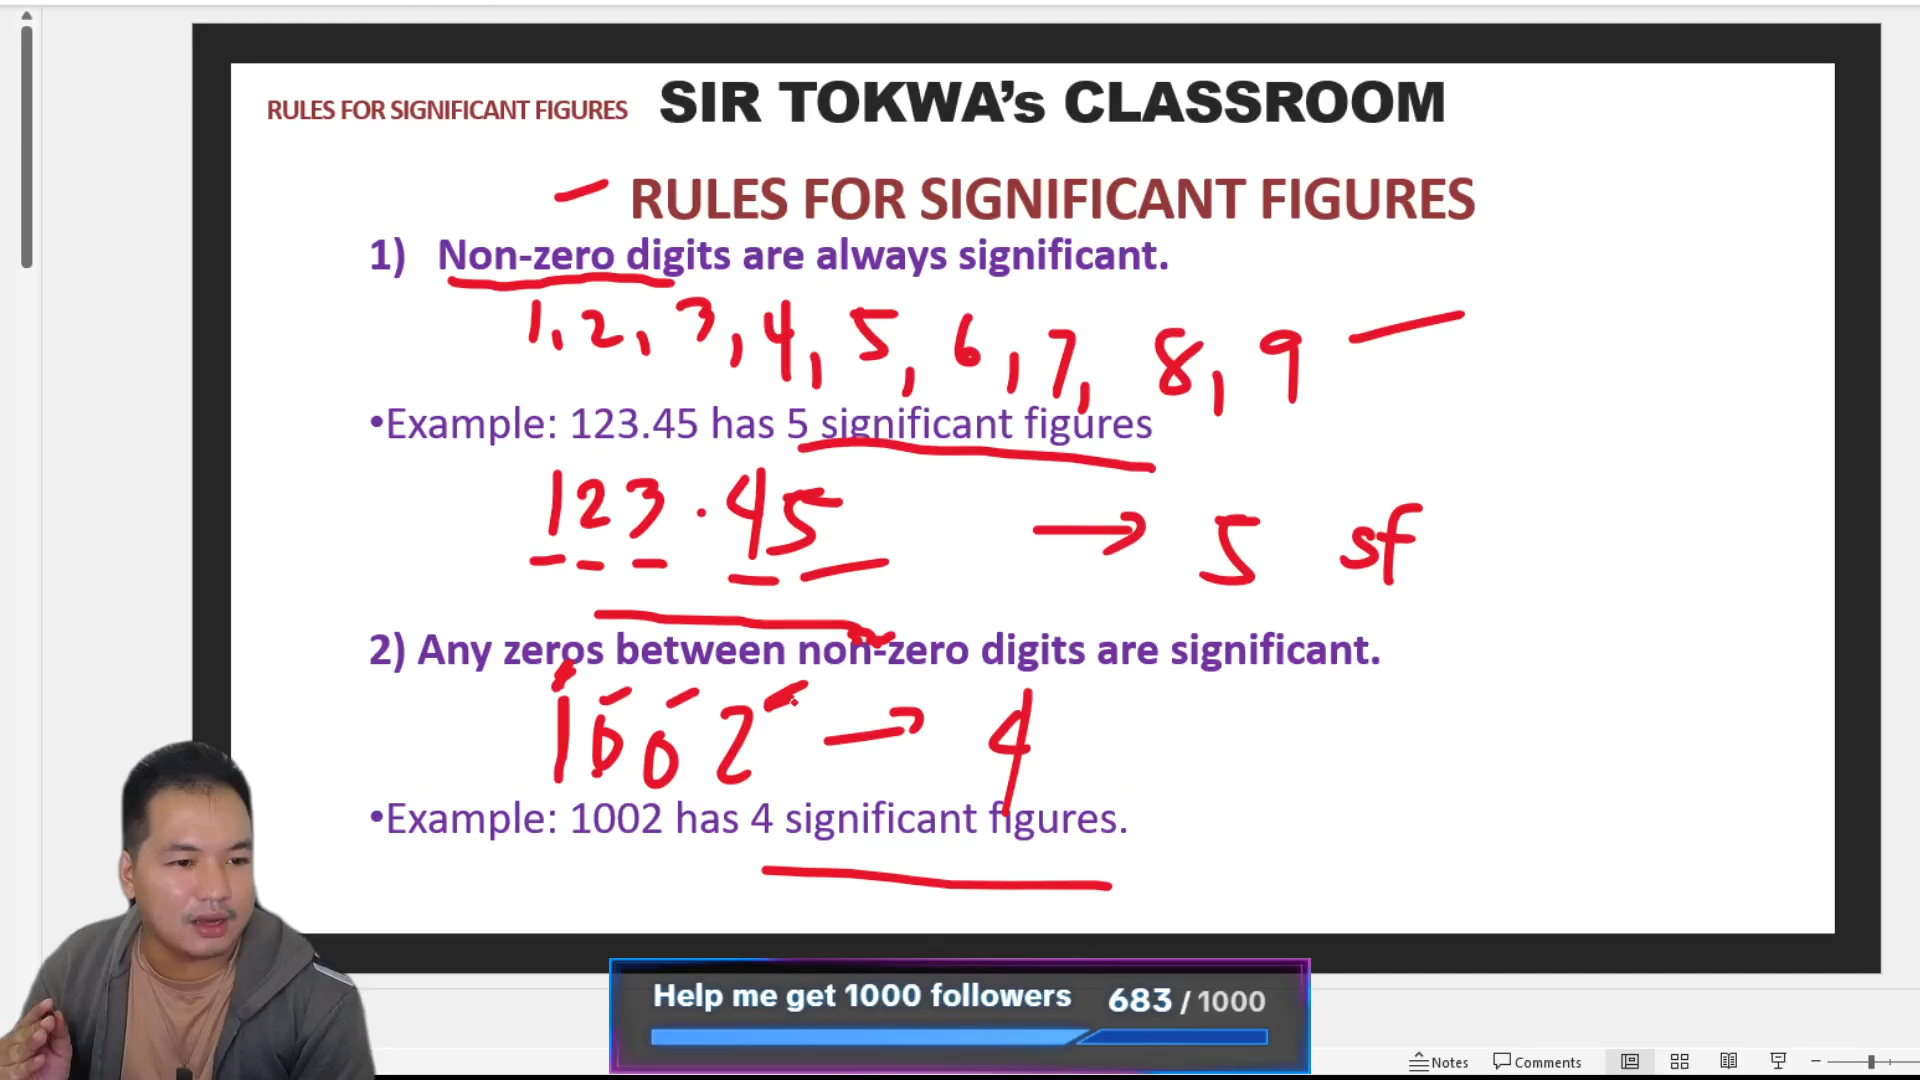 RULES FOR SIGNIFICANT FIGURES SIR TOKWA's CLASSROOM
RULES FOR SIGNIFICANT FIGURES
1) Non-zero digits are always significant.
1, 2, 3, 4, 5, 6, 7, 8, 9
•Example: 123.45 has 5 significant figures
123.45 → 5 sf
2) Any zeros between non-zero digits are significant.
1002 → 4
•Example: 1002 has 4 significant figures.
Help me get 1000 followers 683 / 1000
Notes Comments